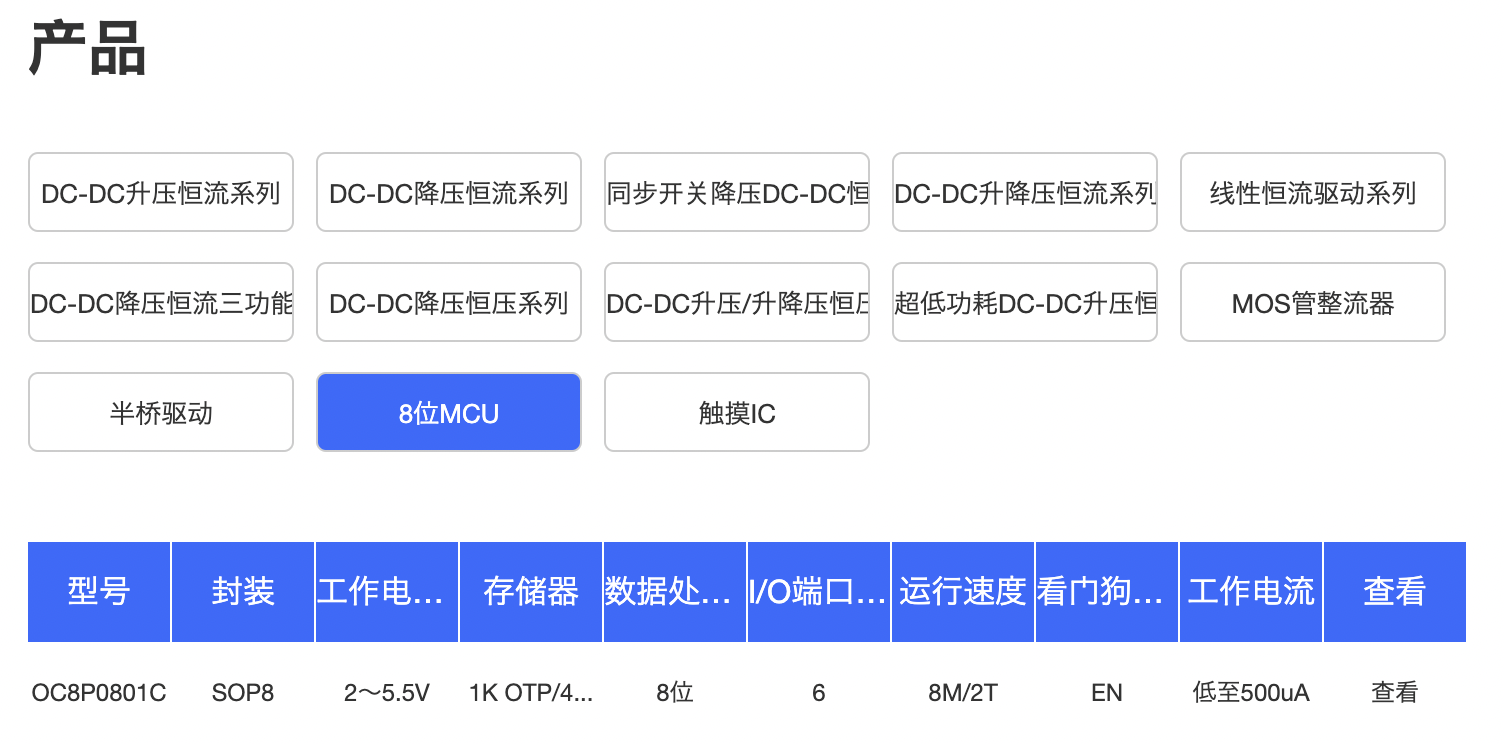 产品
DC-DC升压恒流系列 DC-DC降压恒流系列 同步开关降压DC-DC恒 DC-DC升降压恒流系列 线性恒流驱动系列
DC-DC降压恒流三功能 DC-DC降压恒压系列 DC-DC升压/升降压恒压 超低功耗DC-DC升压恒 MOS管整流器
半桥驱动 8位MCU 触摸IC
型号 封装 工作电... 存储器 数据处... I/O端口... 运行速度 看门狗... 工作电流 查看
OC8P0801C SOP8 2～5.5V 1K OTP/4... 8位 6 8M/2T EN 低至500uA 查看